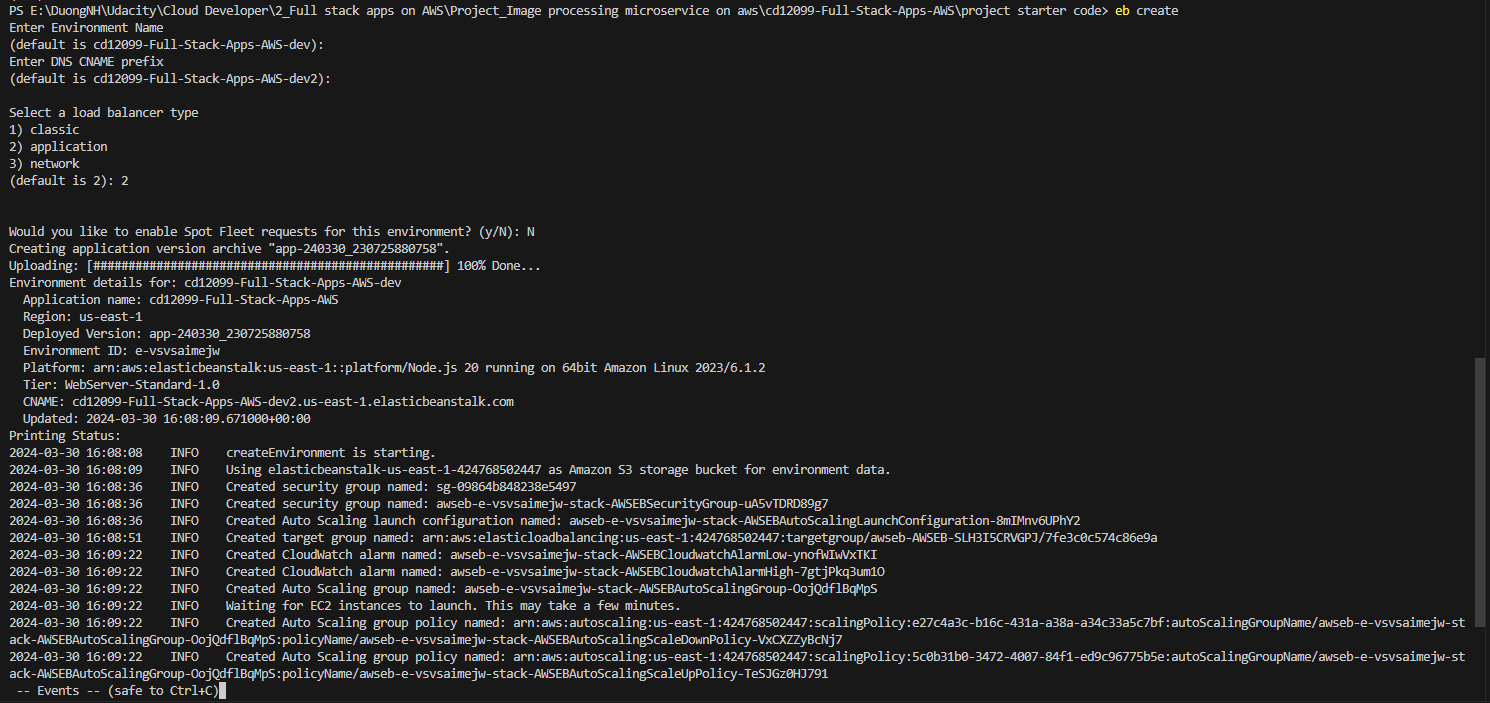 PS E:\DuongNH\Udacity\Cloud Developer\2_Full stack apps on AWS\Project_Image processing microservice on aws\cd12099-Full-Stack-Apps-AWS\project starter code> eb create
Enter Environment Name
(default is cd12099-Full-Stack-Apps-AWS-dev):
Enter DNS CNAME prefix
(default is cd12099-Full-Stack-Apps-AWS-dev2):
Select a load balancer type
1) classic
2) application
3) network
(default is 2): 2
Would you like to enable Spot Fleet requests for this environment? (y/N): N
Creating application version archive "app-240330_230725880758".
Uploading: [##################################################] 100% Done...
Environment details for: cd12099-Full-Stack-Apps-AWS-dev
  Application name: cd12099-Full-Stack-Apps-AWS
  Region: us-east-1
  Deployed Version: app-240330_230725880758
  Environment ID: e-vsvsaimejw
  Platform: arn:aws:elasticbeanstalk:us-east-1::platform/Node.js 20 running on 64bit Amazon Linux 2023/6.1.2
  Tier: WebServer-Standard-1.0
  CNAME: cd12099-Full-Stack-Apps-AWS-dev2.us-east-1.elasticbeanstalk.com
  Updated: 2024-03-30 16:08:09.671000+00:00
Printing Status:
2024-03-30 16:08:08    INFO    createEnvironment is starting.
2024-03-30 16:08:09    INFO    Using elasticbeanstalk-us-east-1-424768502447 as Amazon S3 storage bucket for environment data.
2024-03-30 16:08:36    INFO    Created security group named: sg-09864b848238e5497
2024-03-30 16:08:36    INFO    Created security group named: awseb-e-vsvsaimejw-stack-AWSEBSecurityGroup-uA5vTDRD89g7
2024-03-30 16:08:36    INFO    Created Auto Scaling launch configuration named: awseb-e-vsvsaimejw-stack-AWSEBAutoScalingLaunchConfiguration-8mIMnv6UPhY2
2024-03-30 16:08:51    INFO    Created target group named: arn:aws:elasticloadbalancing:us-east-1:424768502447:targetgroup/awseb-AWSEB-SLH3I5CRVGPJ/7fe3c0c574c86e9a
2024-03-30 16:09:22    INFO    Created CloudWatch alarm named: awseb-e-vsvsaimejw-stack-AWSEBCloudwatchAlarmLow-ynofWIwVxTKI
2024-03-30 16:09:22    INFO    Created CloudWatch alarm named: awseb-e-vsvsaimejw-stack-AWSEBCloudwatchAlarmHigh-7gtjPkq3um1O
2024-03-30 16:09:22    INFO    Created Auto Scaling group named: awseb-e-vsvsaimejw-stack-AWSEBAutoScalingGroup-OojQdflBqMpS
2024-03-30 16:09:22    INFO    Waiting for EC2 instances to launch. This may take a few minutes.
2024-03-30 16:09:22    INFO    Created Auto Scaling group policy named: arn:aws:autoscaling:us-east-1:424768502447:scalingPolicy:e27c4a3c-b16c-431a-a38a-a34c33a5c7bf:autoScalingGroupName/awseb-e-vsvsaimejw-st
ack-AWSEBAutoScalingGroup-OojQdflBqMpS:policyName/awseb-e-vsvsaimejw-stack-AWSEBAutoScalingScaleDownPolicy-VxCXZZyBcNj7
2024-03-30 16:09:22    INFO    Created Auto Scaling group policy named: arn:aws:autoscaling:us-east-1:424768502447:scalingPolicy:5c0b31b0-3472-4007-84f1-ed9c96775b5e:autoScalingGroupName/awseb-e-vsvsaimejw-st
ack-AWSEBAutoScalingGroup-OojQdflBqMpS:policyName/awseb-e-vsvsaimejw-stack-AWSEBAutoScalingScaleUpPolicy-TeSJGz0HJ791
 -- Events -- (safe to Ctrl+C)